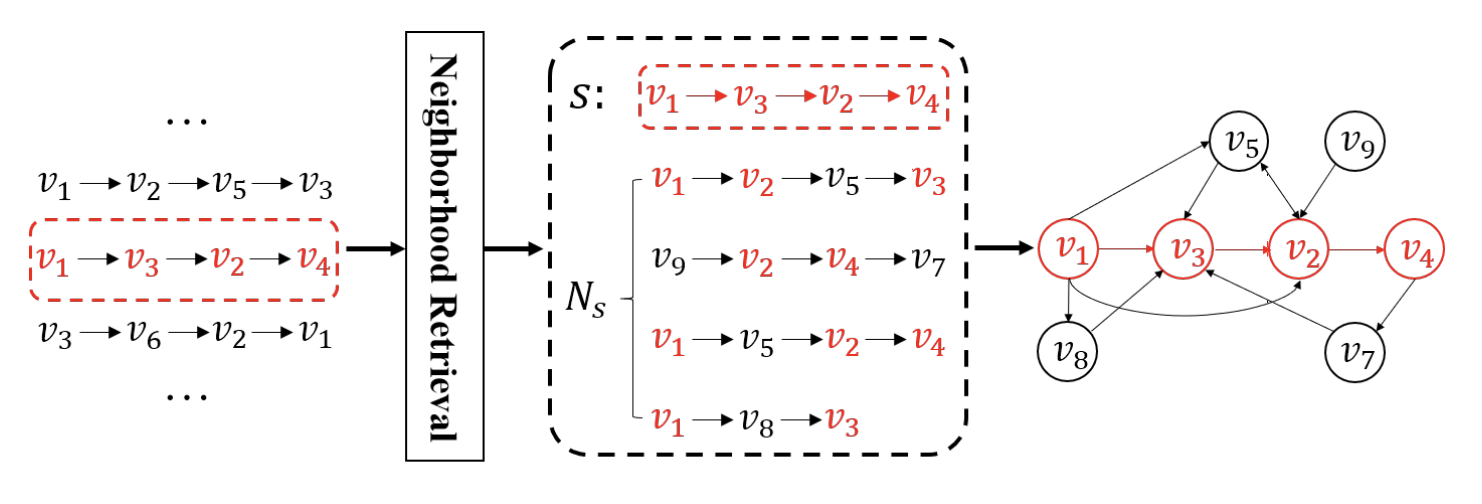 ...
v₁ → v₂ → v₅ → v₃
v₁ → v₃ → v₂ → v₄
v₃ → v₆ → v₂ → v₁
...
Neighborhood Retrieval
s: v₁ → v₃ → v₂ → v₄
Nₛ
v₁ → v₂ → v₅ → v₃
v₉ → v₂ → v₄ → v₇
v₁ → v₅ → v₂ → v₄
v₁ → v₈ → v₃
v₅ v₉
v₁ v₃ v₂ v₄
v₈ v₇